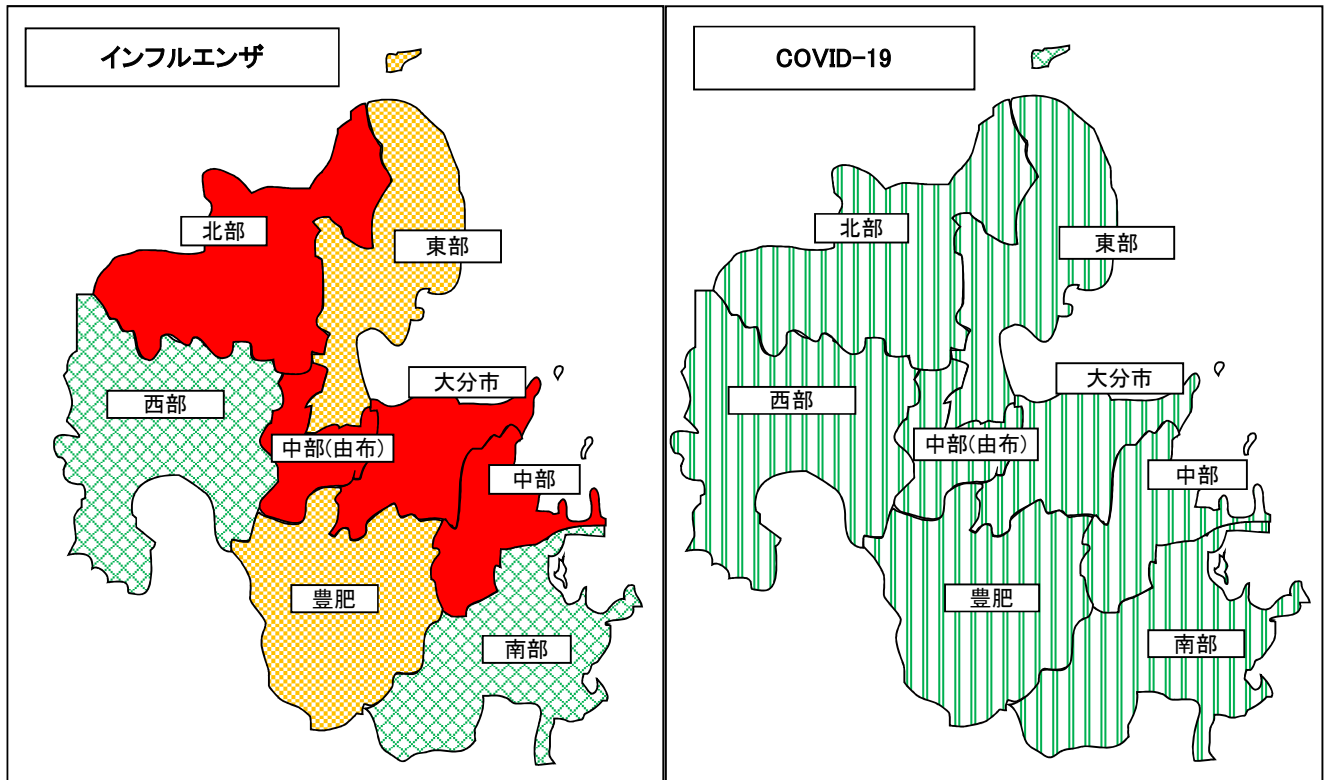 インフルエンザ
北部
東部
西部
大分市
中部(由布)
中部
豊肥
南部
COVID-19
北部
東部
西部
大分市
中部(由布)
中部
豊肥
南部